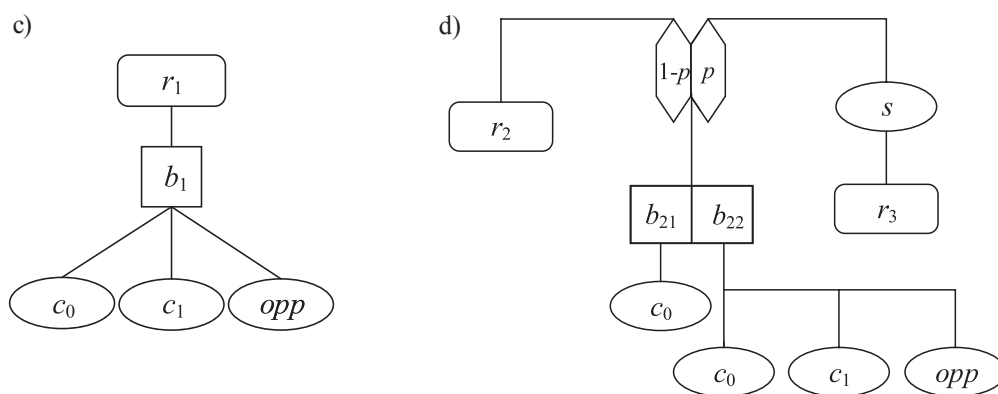 c)
r₁
b₁
c₀ c₁ opp
d)
1-p p
r₂
s
b₂₁ b₂₂
r₃
c₀
c₀ c₁ opp